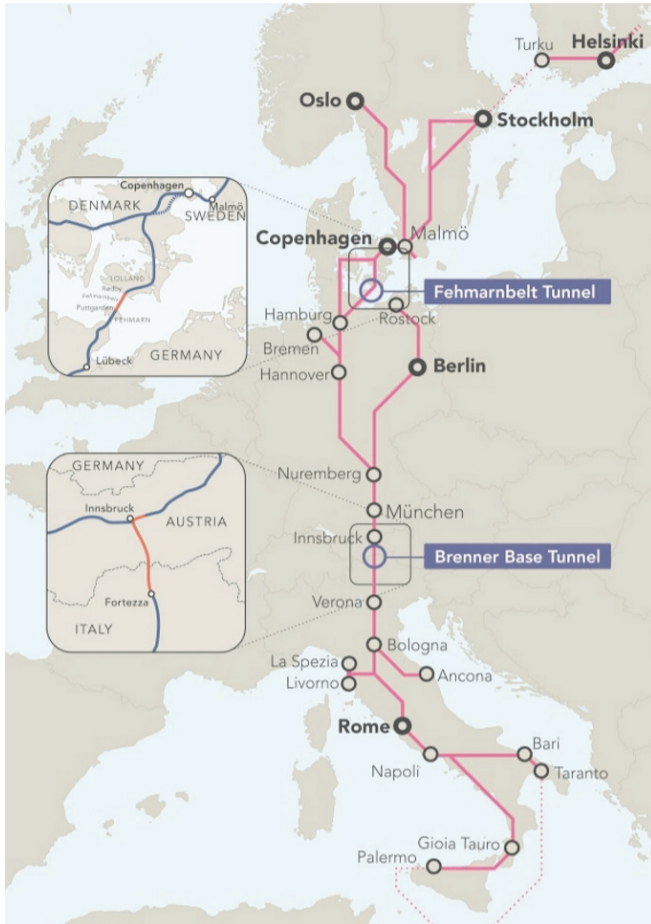 Turku
Helsinki
Oslo
Stockholm
Copenhagen
DENMARK
Malmö
SWEDEN
LOLLAND
Rødby
Fehmarnbelt
Puttgarden
FEHMARN
Lübeck
GERMANY
Copenhagen
Malmö
Fehmarnbelt Tunnel
Hamburg
Rostock
Bremen
Hannover
Berlin
Nuremberg
München
Innsbruck
Brenner Base Tunnel
GERMANY
Innsbruck
AUSTRIA
Fortezza
ITALY
Verona
Bologna
La Spezia
Livorno
Ancona
Rome
Napoli
Bari
Taranto
Gioia Tauro
Palermo